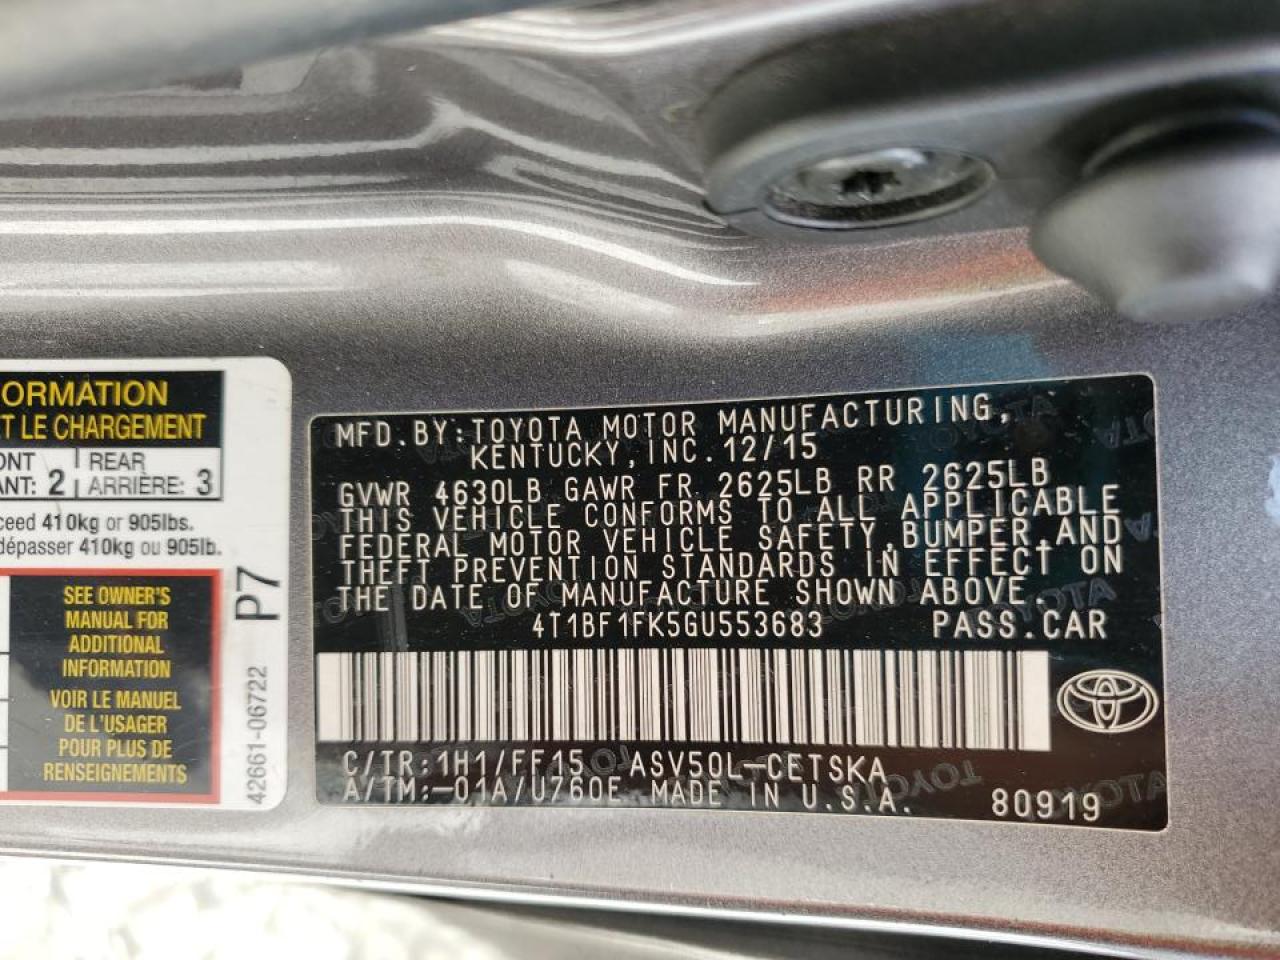 ORMATION
ET LE CHARGEMENT
ONT
ANT: 2
REAR
ARRIÈRE: 3
ceed 410kg or 905lbs.
dépasser 410kg ou 905lb.
SEE OWNER'S
MANUAL FOR
ADDITIONAL
INFORMATION
VOIR LE MANUEL
DE L'USAGER
POUR PLUS DE
RENSEIGNEMENTS
P7
42661-06722
MFD.BY:TOYOTA MOTOR MANUFACTURING,
KENTUCKY,INC.12/15
GVWR 4630LB GAWR FR 2625LB RR 2625LB
THIS VEHICLE CONFORMS TO ALL APPLICABLE
FEDERAL MOTOR VEHICLE SAFETY,BUMPER,AND
THEFT PREVENTION STANDARDS IN EFFECT ON
THE DATE OF MANUFACTURE SHOWN ABOVE.
4T1BF1FK5GU553683 PASS.CAR
C/TR:1H1/FF15 ASV50L-CETSKA
A/TM:-01A/U760E MADE IN U.S.A. 80919